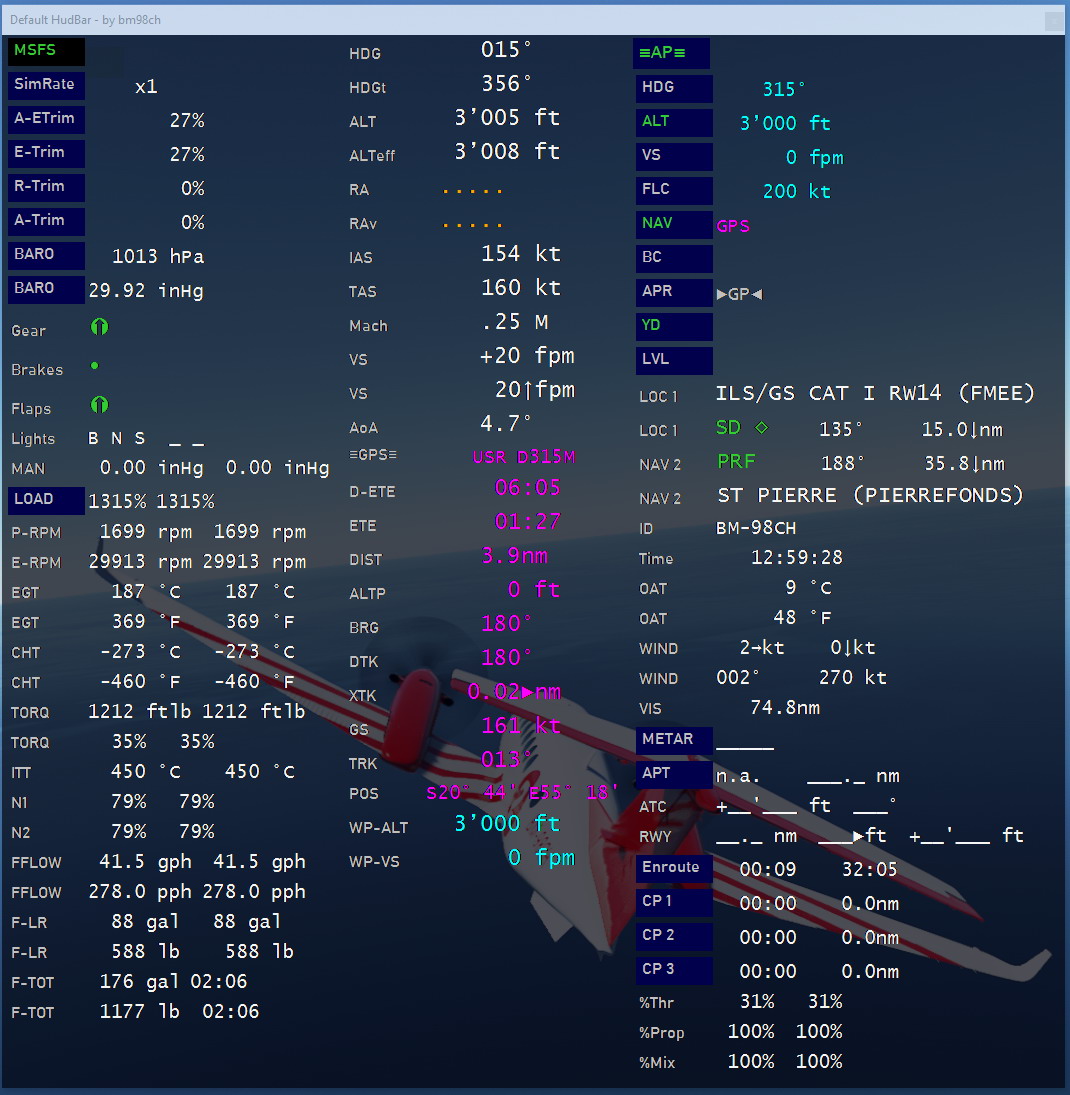 Default HudBar - by bm98ch
MSFS
SimRate x1
A-ETrim 27%
E-Trim 27%
R-Trim 0%
A-Trim 0%
BARO 1013 hPa
BARO 29.92 inHg
Gear
Brakes
Flaps
Lights B N S _ _
MAN 0.00 inHg 0.00 inHg
LOAD 1315% 1315%
P-RPM 1699 rpm 1699 rpm
E-RPM 29913 rpm 29913 rpm
EGT 187 °C 187 °C
EGT 369 °F 369 °F
CHT -273 °C -273 °C
CHT -460 °F -460 °F
TORQ 1212 ftlb 1212 ftlb
TORQ 35% 35%
ITT 450 °C 450 °C
N1 79% 79%
N2 79% 79%
FFLOW 41.5 gph 41.5 gph
FFLOW 278.0 pph 278.0 pph
F-LR 88 gal 88 gal
F-LR 588 lb 588 lb
F-TOT 176 gal 02:06
F-TOT 1177 lb 02:06
HDG 015°
HDGt 356°
ALT 3'005 ft
ALTeff 3'008 ft
RA .....
RAv .....
IAS 154 kt
TAS 160 kt
Mach .25 M
VS +20 fpm
VS 20↑fpm
AoA 4.7°
≡GPS≡ USR D315M
D-ETE 06:05
ETE 01:27
DIST 3.9nm
ALTP 0 ft
BRG 180°
DTK 180°
XTK 0.02►nm
GS 161 kt
TRK 013°
POS S20° 44' E55° 18'
WP-ALT 3'000 ft
WP-VS 0 fpm
≡AP≡
HDG 315°
ALT 3'000 ft
VS 0 fpm
FLC 200 kt
NAV GPS
BC
APR ►GP◄
YD
LVL
LOC 1 ILS/GS CAT I RW14 (FMEE)
LOC 1 SD ◇ 135° 15.0↓nm
NAV 2 PRF 188° 35.8↓nm
NAV 2 ST PIERRE (PIERREFONDS)
ID BM-98CH
Time 12:59:28
OAT 9 °C
OAT 48 °F
WIND 2→kt 0↓kt
WIND 002° 270 kt
VIS 74.8nm
METAR _____
APT n.a. ___._ nm
ATC +__'___ ft ___°
RWY __._ nm ___►ft +__'___ ft
Enroute 00:09 32:05
CP 1 00:00 0.0nm
CP 2 00:00 0.0nm
CP 3 00:00 0.0nm
%Thr 31% 31%
%Prop 100% 100%
%Mix 100% 100%